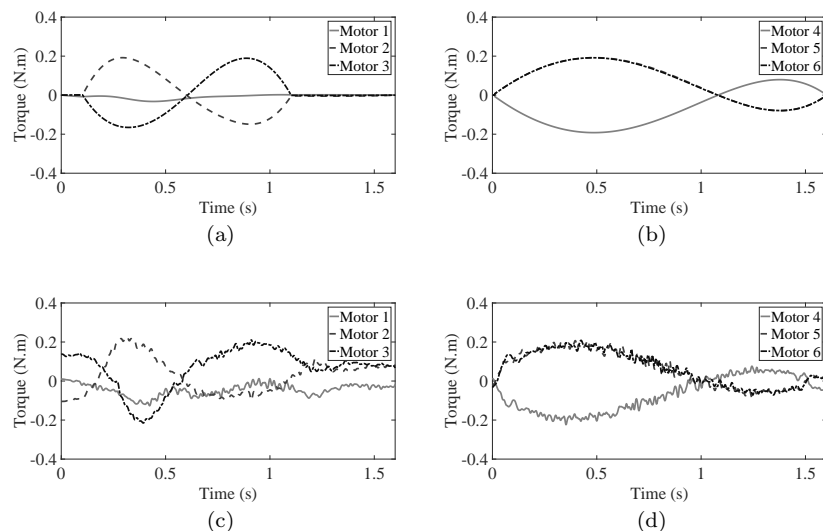 0.4
0.2
0
-0.2
-0.4
Torque (N.m)
0
0.5
1
1.5
Time (s)
Motor 1
Motor 2
Motor 3
(a)
0.4
0.2
0
-0.2
-0.4
Torque (N.m)
0
0.5
1
1.5
Time (s)
Motor 4
Motor 5
Motor 6
(b)
0.4
0.2
0
-0.2
-0.4
Torque (N.m)
0
0.5
1
1.5
Time (s)
Motor 1
Motor 2
Motor 3
(c)
0.4
0.2
0
-0.2
-0.4
Torque (N.m)
0
0.5
1
1.5
Time (s)
Motor 4
Motor 5
Motor 6
(d)